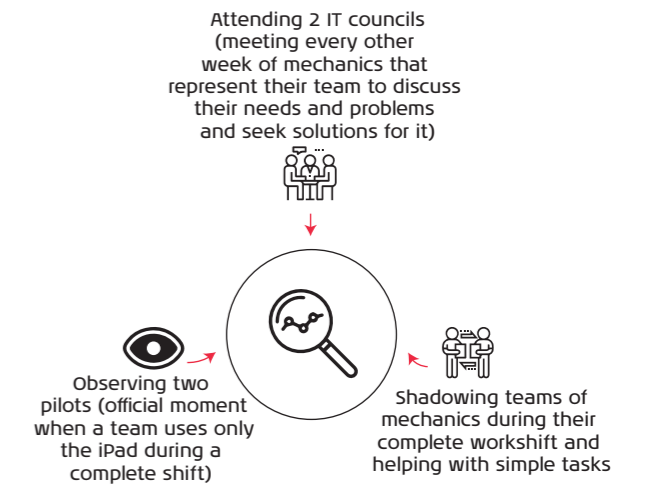 Attending 2 IT councils
(meeting every other
week of mechanics that
represent their team to discuss
their needs and problems
and seek solutions for it)
Observing two
pilots (official moment
when a team uses only
the iPad during a
complete shift)
Shadowing teams of
mechanics during their
complete workshift and
helping with simple tasks